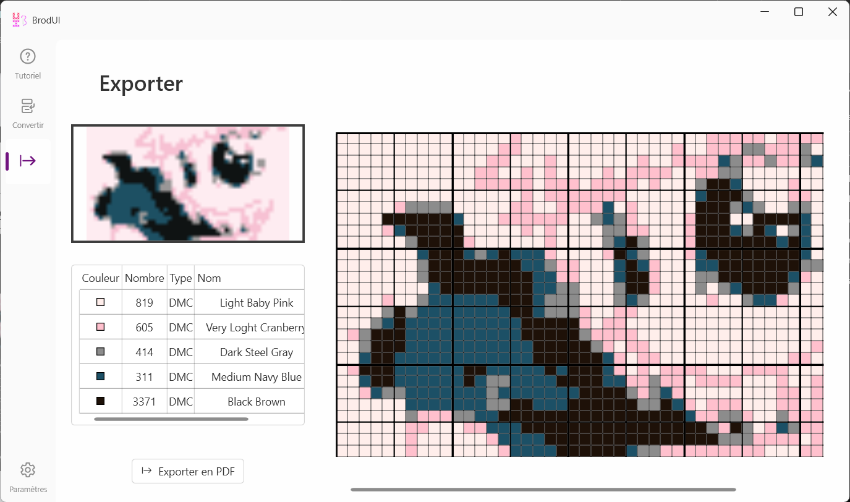 BrodUI
Tutoriel
Convertir
Exporter
Couleur Nombre Type Nom
819 DMC Light Baby Pink
605 DMC Very Loght Cranberry
414 DMC Dark Steel Gray
311 DMC Medium Navy Blue
3371 DMC Black Brown
Exporter en PDF
Paramètres